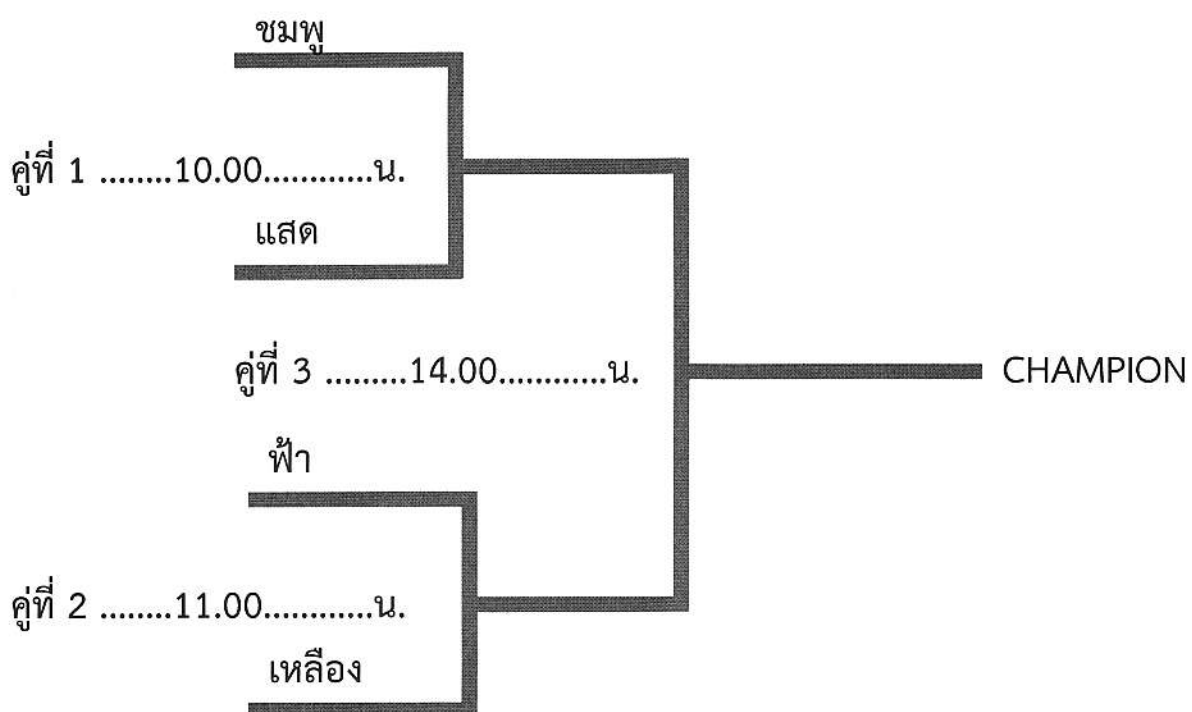 ชมพู
คู่ที่ 1 ........10.00............น.
แสด
คู่ที่ 3 .........14.00............น.
CHAMPION
ฟ้า
คู่ที่ 2 ........11.00............น.
เหลือง